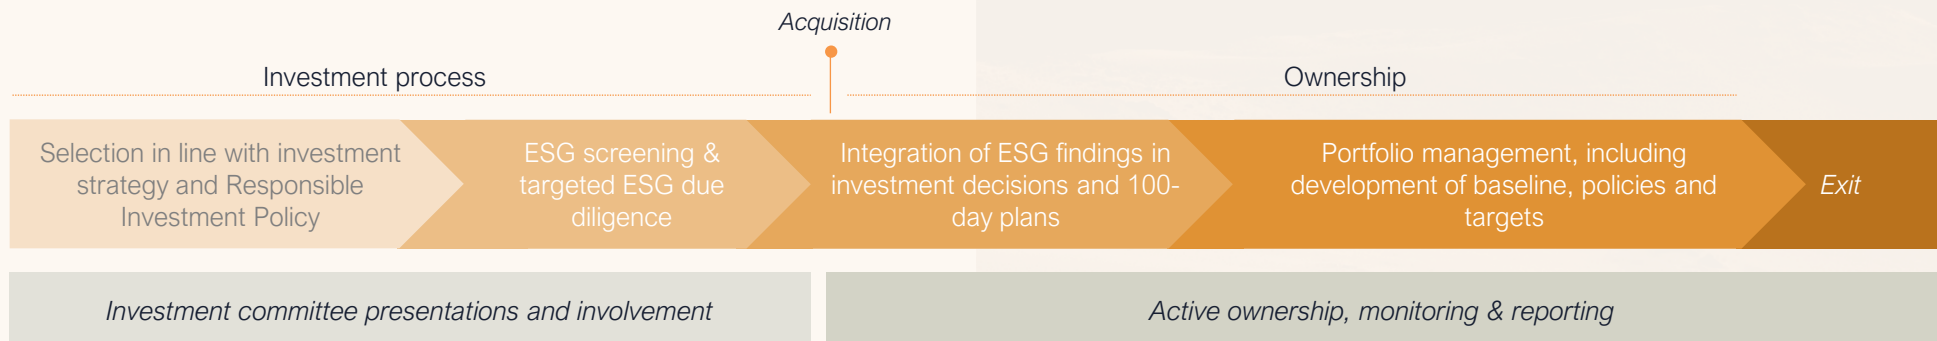 Acquisition
Investment process
Ownership
Selection in line with investment
strategy and Responsible
Investment Policy
ESG screening &
targeted ESG due
diligence
Integration of ESG findings in
investment decisions and 100-
day plans
Portfolio management, including
development of baseline, policies and
targets
Exit
Investment committee presentations and involvement
Active ownership, monitoring & reporting